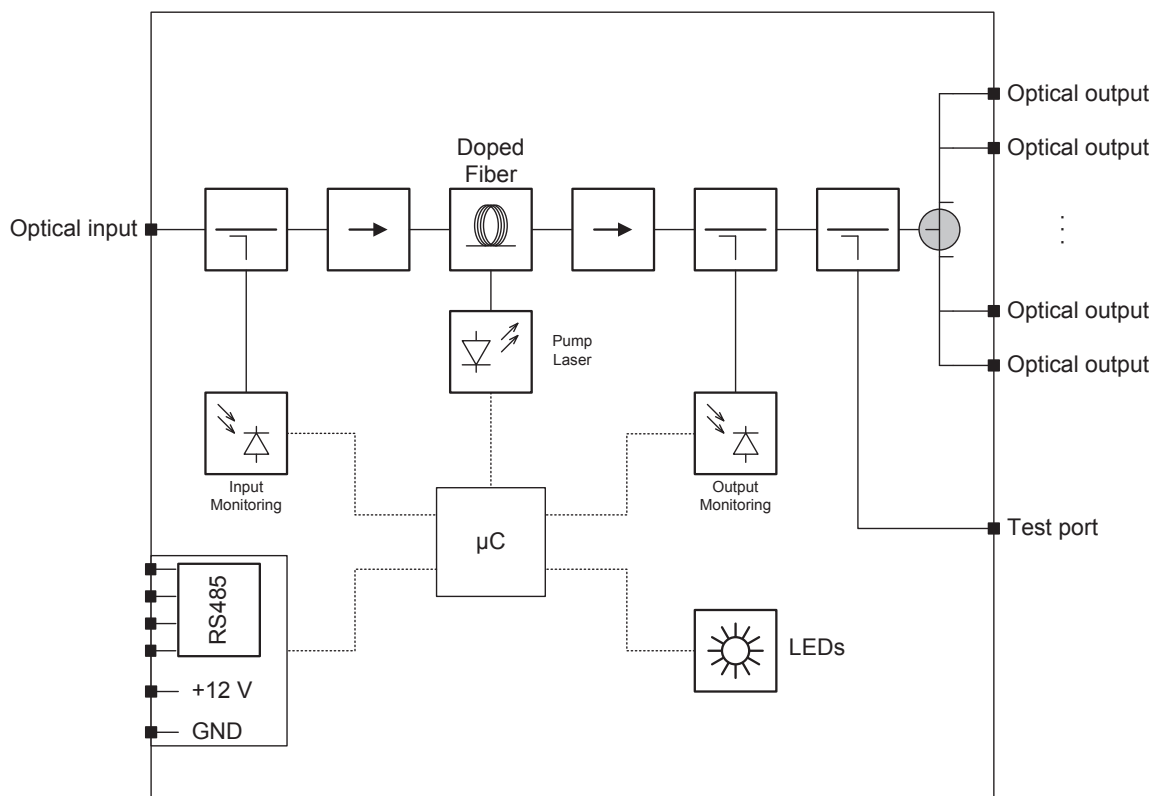 Optical output
Doped
Fiber
Optical output
Optical input
⋮
Optical output
Pump
Laser
Optical output
Input
Monitoring
Output
Monitoring
µC
Test port
RS485
LEDs
+12 V
GND